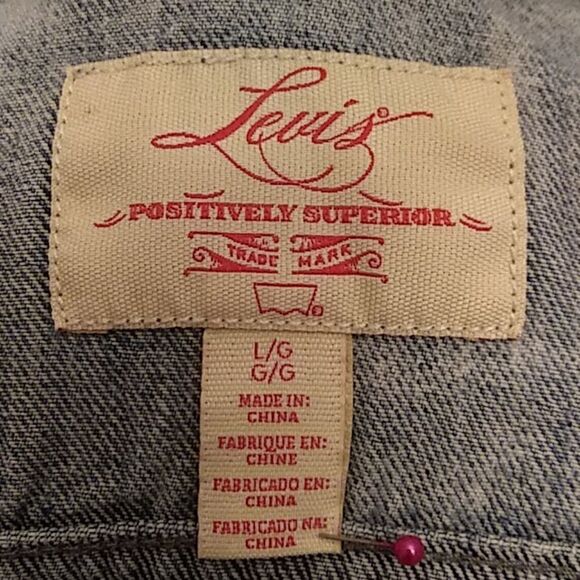 Levi's®
POSITIVELY SUPERIOR
TRADE MARK
L/G
G/G
MADE IN:
CHINA
FABRIQUE EN:
CHINE
FABRICADO EN:
CHINA
FABRICADO NA:
CHINA